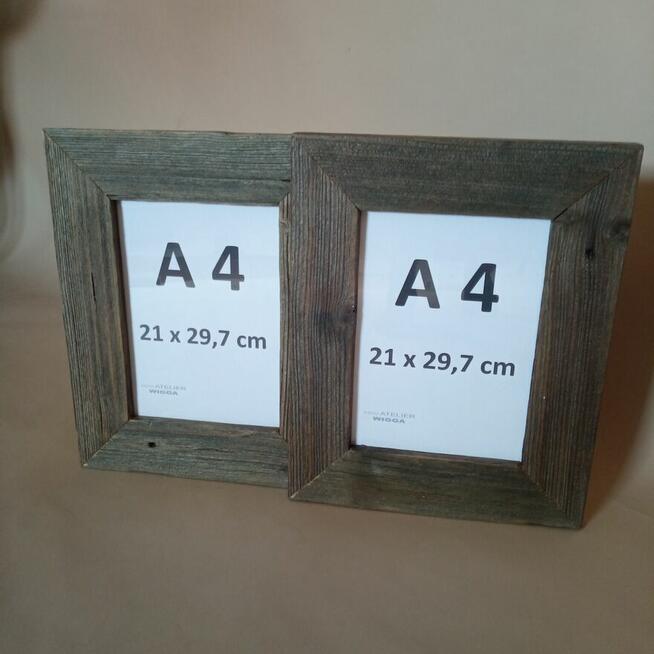 A 4
21 x 29,7 cm
ATELIER
WIGGA
A 4
21 x 29,7 cm
ATELIER
WIGGA